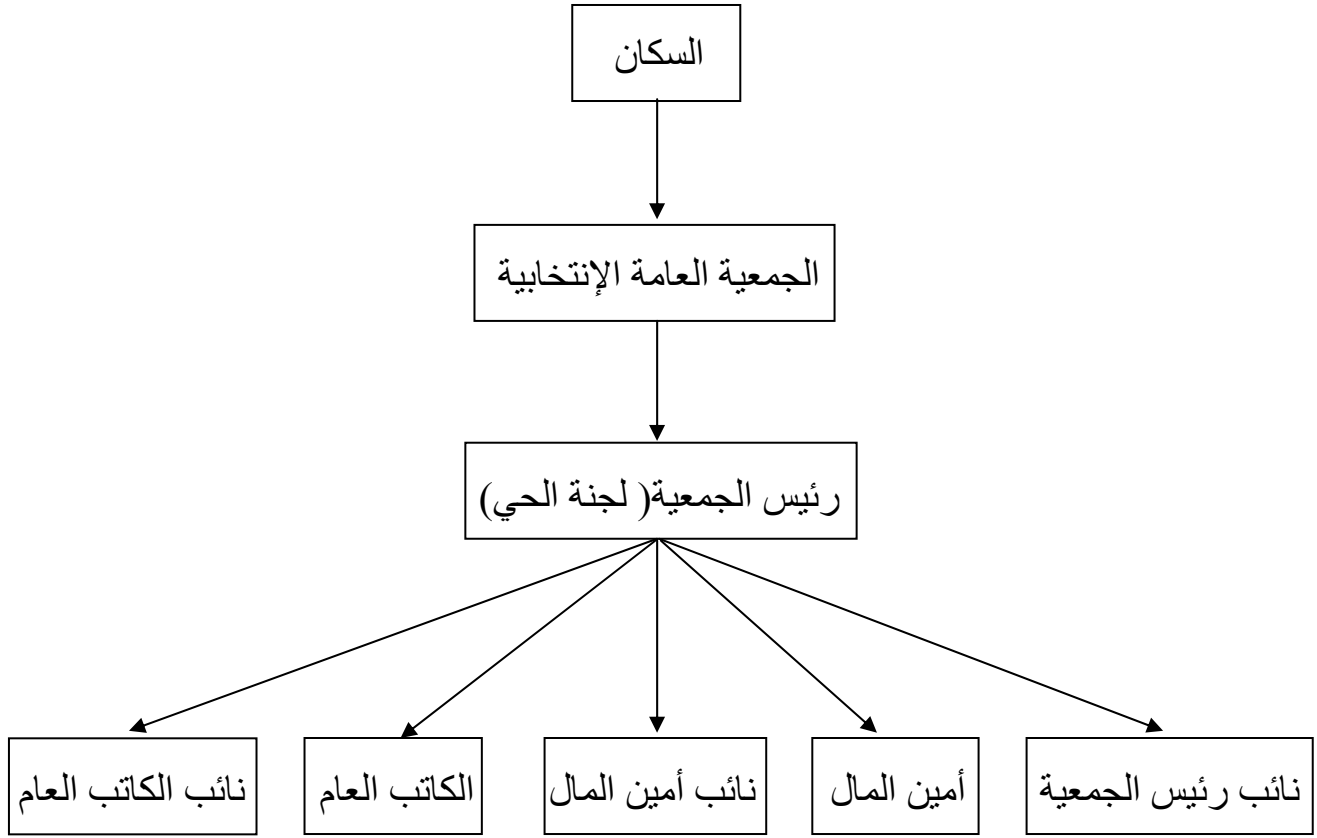 السكان
الجمعية العامة الإنتخابية
رئيس الجمعية( لجنة الحي)
نائب رئيس الجمعية
أمين المال
نائب أمين المال
الكاتب العام
نائب الكاتب العام